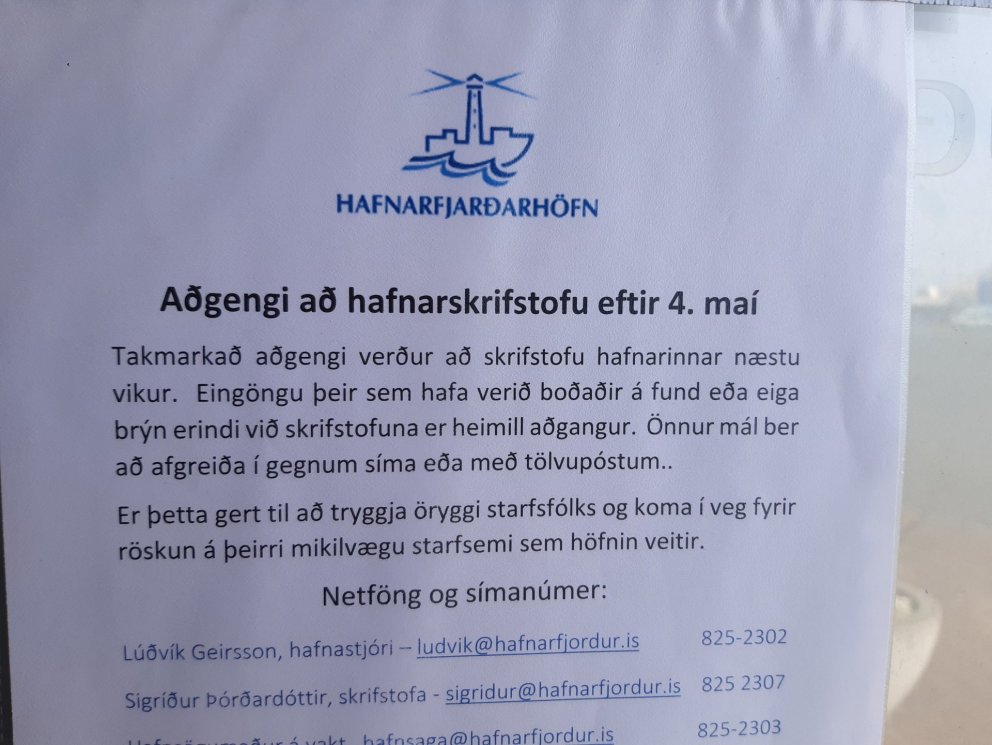 HAFNARFJARÐARHÖFN
Aðgengi að hafnarskrifstofu eftir 4. maí
Takmarkað aðgengi verður að skrifstofu hafnarinnar næstu
vikur. Eingöngu þeir sem hafa verið boðaðir á fund eða eiga
brýn erindi við skrifstofuna er heimill aðgangur. Önnur mál ber
að afgreiða í gegnum síma eða með tölvupóstum..
Er þetta gert til að tryggja öryggi starfsfólks og koma í veg fyrir
röskun á þeirri mikilvægu starfsemi sem höfnin veitir.
Netföng og símanúmer:
Lúðvík Geirsson, hafnastjóri – ludvik@hafnarfjordur.is 825-2302
Sigríður Þórðardóttir, skrifstofa - sigridur@hafnarfjordur.is 825 2307
á vakt hafnsaga@hafnarfjordur.is 825-2303